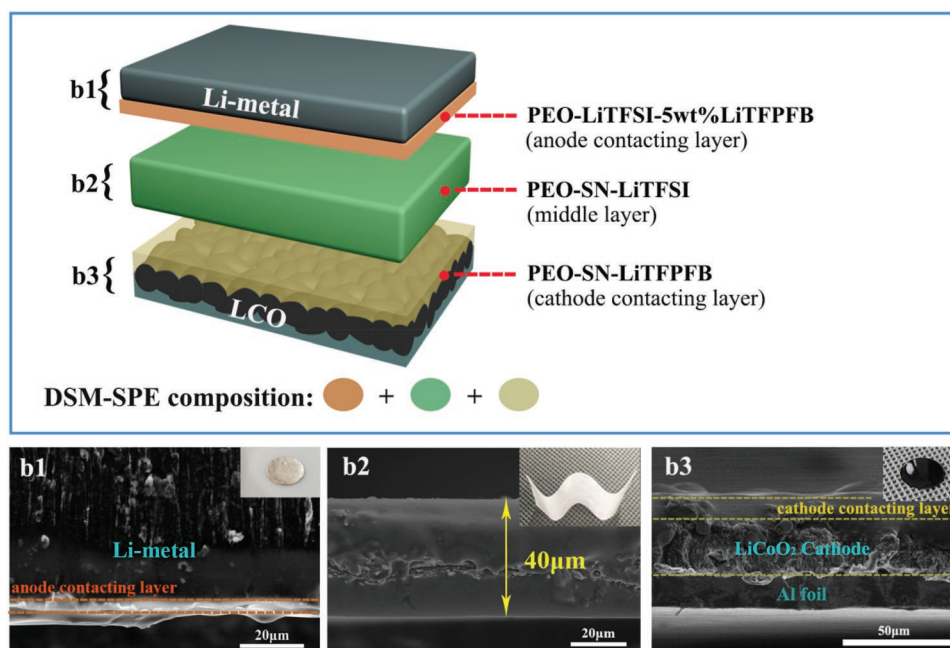 b1{
Li-metal
PEO-LiTFSI-5wt%LiTFPFB
(anode contacting layer)
b2{
PEO-SN-LiTFSI
(middle layer)
b3{
PEO-SN-LiTFPFB
(cathode contacting layer)
LCO
DSM-SPE composition: + +
b1
Li-metal
anode contacting layer
20μm
b2
40μm
20μm
b3
cathode contacting layer
LiCoO₂ Cathode
Al foil
50μm